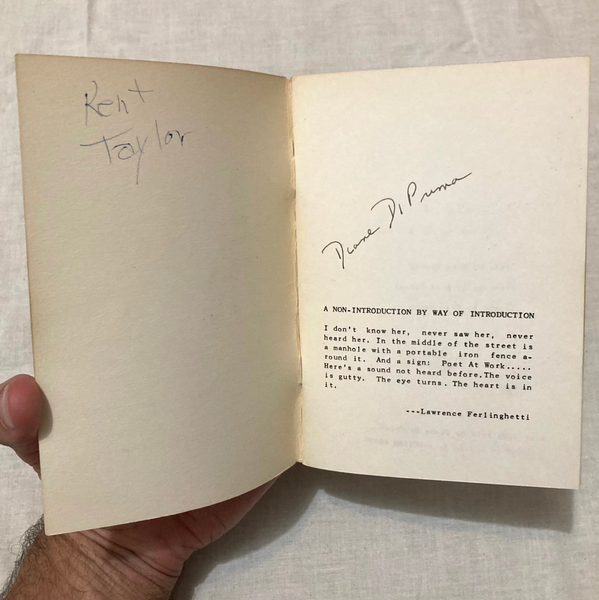 Kent
Taylor
Diane Di Prima
A NON-INTRODUCTION BY WAY OF INTRODUCTION
I don't know her, never saw her, never
heard her. In the middle of the street is
a manhole with a portable iron fence a-
round it. And a sign: Poet At Work.....
Here's a sound not heard before.The voice
is gutty. The eye turns. The heart is in
it.
---Lawrence Ferlinghetti